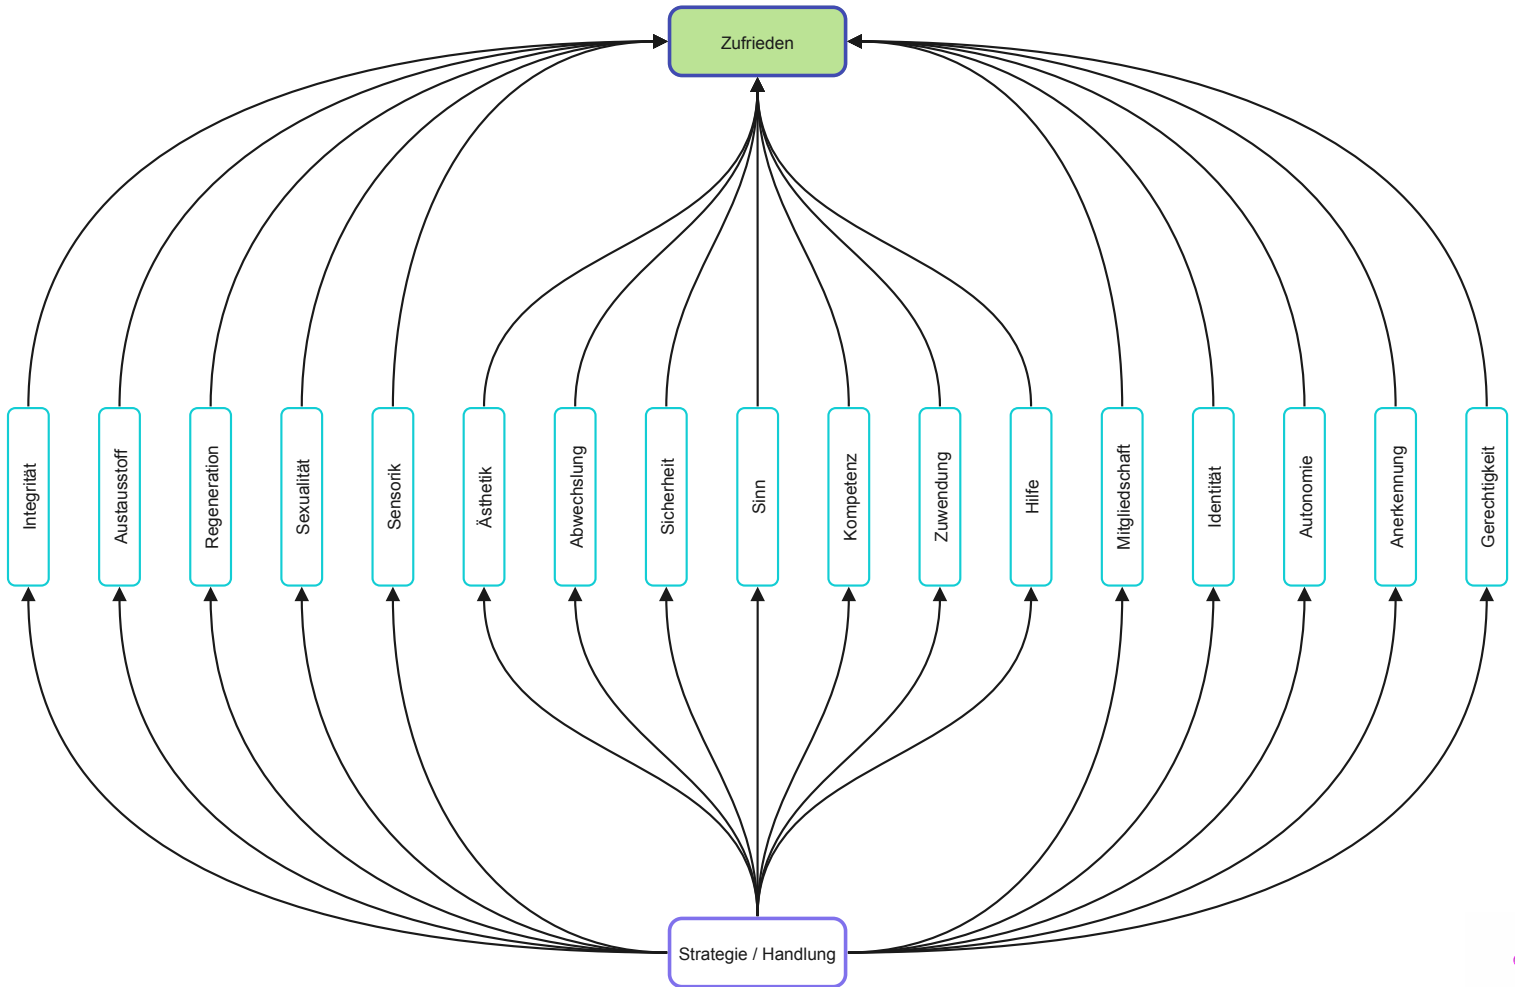 Zufrieden
Integrität
Austausstoff
Regeneration
Sexualität
Sensorik
Ästhetik
Abwechslung
Sicherheit
Sinn
Kompetenz
Zuwendung
Hilfe
Mitgliedschaft
Identität
Autonomie
Anerkennung
Gerechtigkeit
Strategie / Handlung